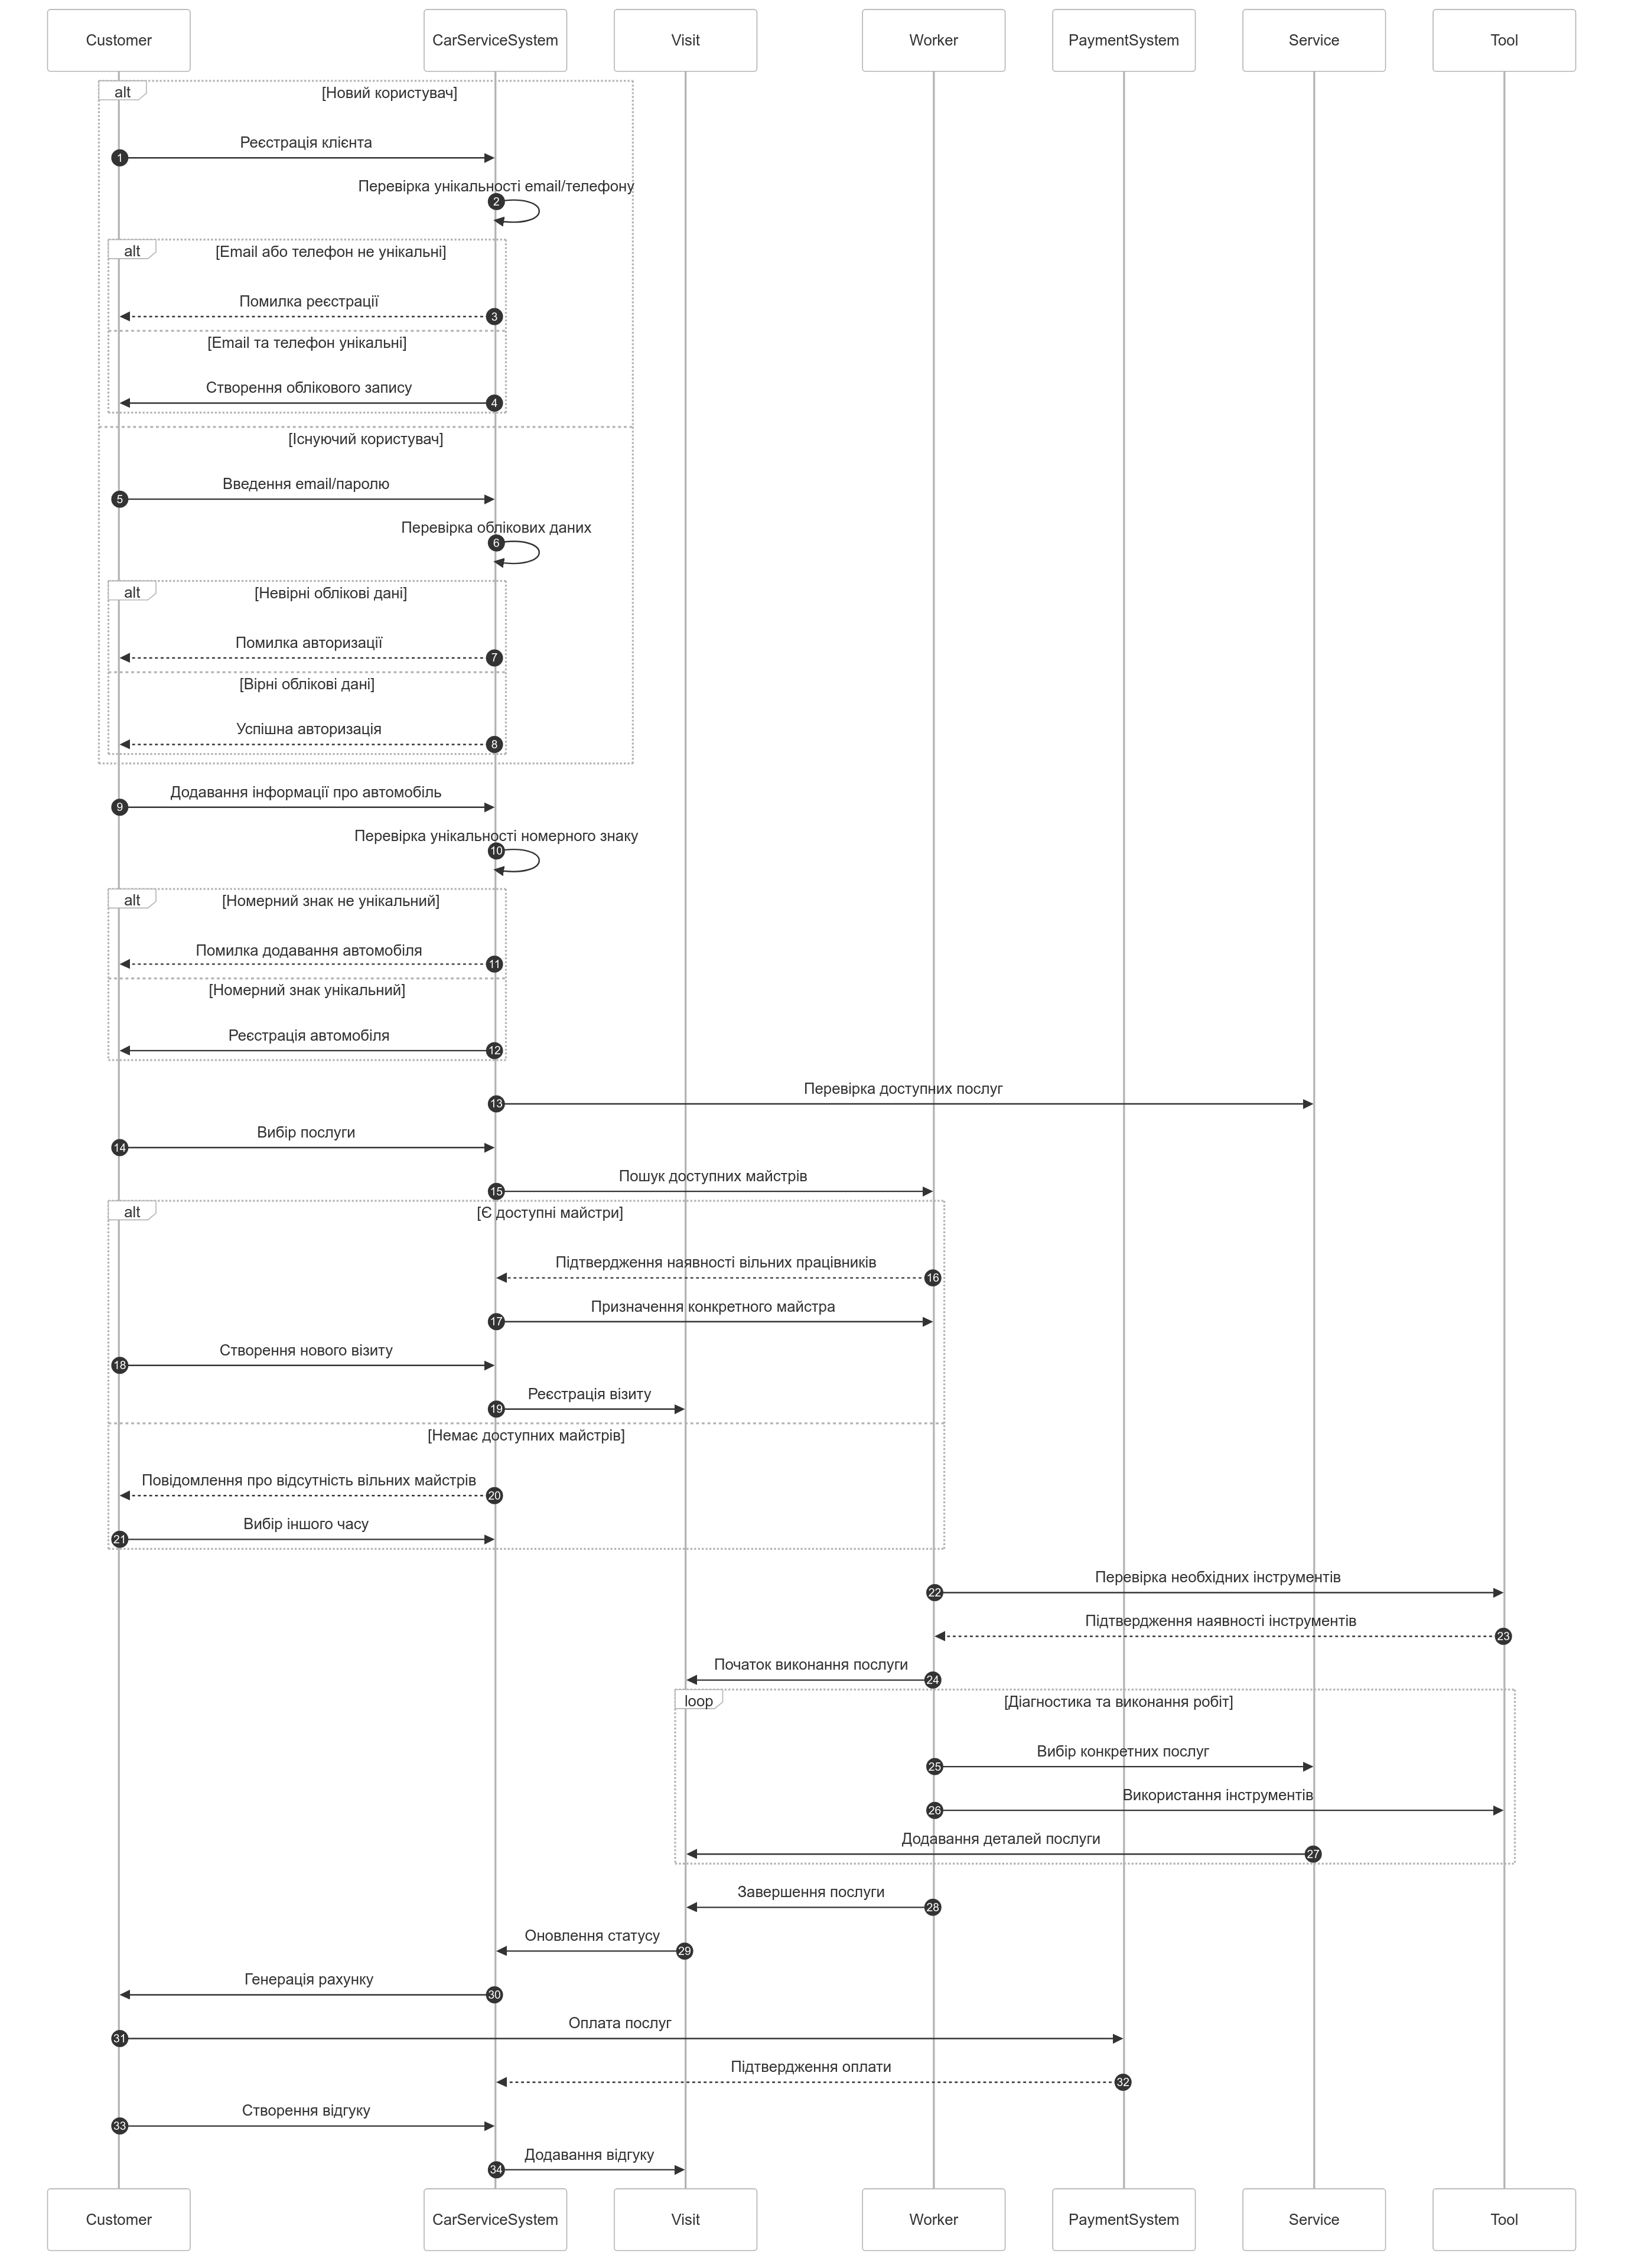 Customer
CarServiceSystem
Visit
Worker
PaymentSystem
Service
Tool
alt
[Новий користувач]
Реєстрація клієнта
1
Перевірка унікальності email/телефону
2
alt
[Email або телефон не унікальні]
Помилка реєстрації
3
[Email та телефон унікальні]
Створення облікового запису
4
[Існуючий користувач]
Введення email/паролю
5
Перевірка облікових даних
6
alt
[Невірні облікові дані]
Помилка авторизації
7
[Вірні облікові дані]
Успішна авторизація
8
Додавання інформації про автомобіль
9
Перевірка унікальності номерного знаку
10
alt
[Номерний знак не унікальний]
Помилка додавання автомобіля
11
[Номерний знак унікальний]
Реєстрація автомобіля
12
Перевірка доступних послуг
13
Вибір послуги
14
Пошук доступних майстрів
15
alt
[Є доступні майстри]
Підтвердження наявності вільних працівників
16
Призначення конкретного майстра
17
Створення нового візиту
18
Реєстрація візиту
19
[Немає доступних майстрів]
Повідомлення про відсутність вільних майстрів
20
Вибір іншого часу
21
Перевірка необхідних інструментів
22
Підтвердження наявності інструментів
23
Початок виконання послуги
24
loop
[Діагностика та виконання робіт]
Вибір конкретних послуг
25
Використання інструментів
26
Додавання деталей послуги
27
Завершення послуги
28
Оновлення статусу
29
Генерація рахунку
30
Оплата послуг
31
Підтвердження оплати
32
Створення відгуку
33
Додавання відгуку
34
Customer
CarServiceSystem
Visit
Worker
PaymentSystem
Service
Tool